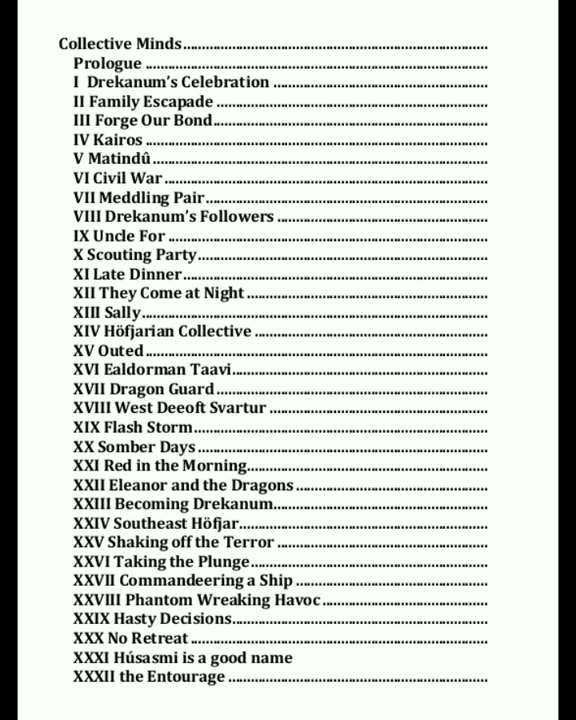 Collective Minds................................................................................
Prologue ................................................................................
I  Drekanum's Celebration ................................................................................
II Family Escapade ................................................................................
III Forge Our Bond................................................................................
IV Kairos ................................................................................
V Matindû................................................................................
VI Civil War ................................................................................
VII Meddling Pair................................................................................
VIII Drekanum's Followers ................................................................................
IX Uncle For ................................................................................
X Scouting Party................................................................................
XI Late Dinner................................................................................
XII They Come at Night ................................................................................
XIII Sally................................................................................
XIV Höfjarian Collective ................................................................................
XV Outed ................................................................................
XVI Ealdorman Taavi................................................................................
XVII Dragon Guard ................................................................................
XVIII West Deeoft Svartur ................................................................................
XIX Flash Storm................................................................................
XX Somber Days ................................................................................
XXI Red in the Morning................................................................................
XXII Eleanor and the Dragons ................................................................................
XXIII Becoming Drekanum................................................................................
XXIV Southeast Höfjar................................................................................
XXV Shaking off the Terror ................................................................................
XXVI Taking the Plunge................................................................................
XXVII Commandeering a Ship ................................................................................
XXVIII Phantom Wreaking Havoc ................................................................................
XXIX Hasty Decisions................................................................................
XXX No Retreat ................................................................................
XXXI Húsasmi is a good name
XXXII the Entourage ................................................................................